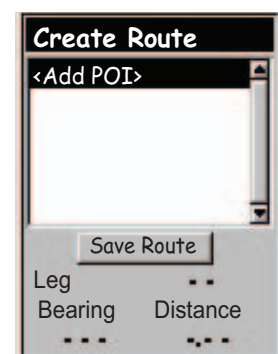 Create Route
<Add POI>
Save Route
Leg - -
Bearing Distance
- - - -.- -